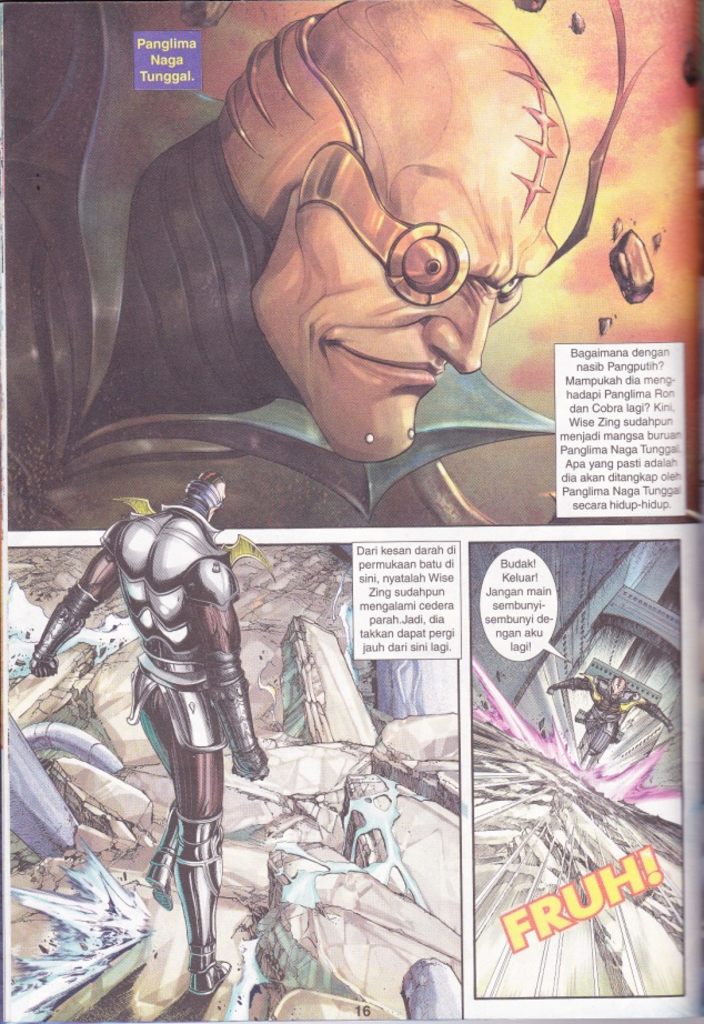 Panglima
Naga
Tunggal.
Bagaimana dengan
nasib Pangputih?
Mampukah dia meng-
hadapi Panglima Ron
dan Cobra lagi? Kini,
Wise Zing sudahpun
menjadi mangsa buruan
Panglima Naga Tunggal.
Apa yang pasti adalah
dia akan ditangkap oleh
Panglima Naga Tunggal
secara hidup-hidup.
Dari kesan darah di
permukaan batu di
sini, nyatalah Wise
Zing sudahpun
mengalami cedera
parah.Jadi, dia
takkan dapat pergi
jauh dari sini lagi.
Budak!
Keluar!
Jangan main
sembunyi-
sembunyi de-
ngan aku
lagi!
FRUH!
16